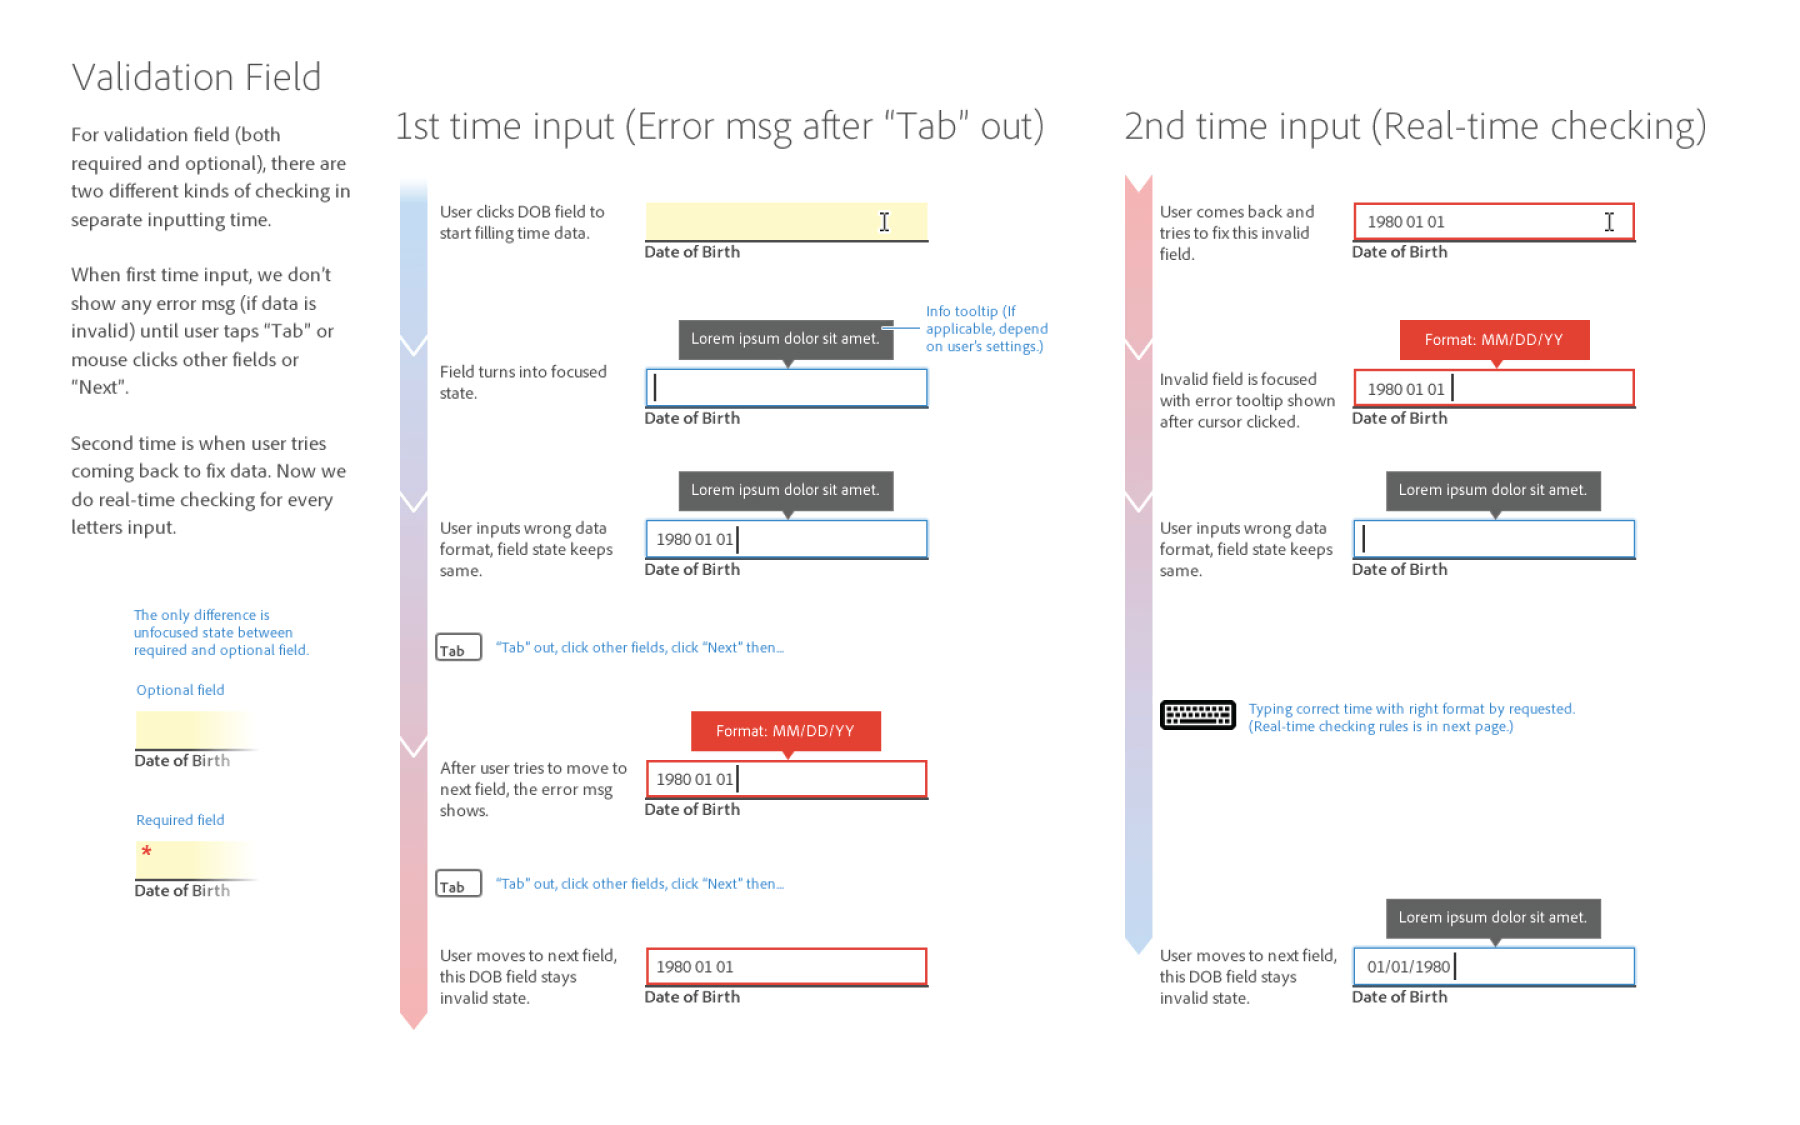 Validation Field
For validation field (both
required and optional), there are
two different kinds of checking in
separate inputting time.
When first time input, we don't
show any error msg (if data is
invalid) until user taps "Tab" or
mouse clicks other fields or
"Next".
Second time is when user tries
coming back to fix data. Now we
do real-time checking for every
letters input.
The only difference is
unfocused state between
required and optional field.
Optional field
Date of Birth
Required field
*
Date of Birth
1st time input (Error msg after "Tab" out)
User clicks DOB field to
start filling time data.
Date of Birth
Info tooltip (If
applicable, depend
on user's settings.)
Lorem ipsum dolor sit amet.
Field turns into focused
state.
Date of Birth
Lorem ipsum dolor sit amet.
User inputs wrong data
format, field state keeps
same.
1980 01 01
Date of Birth
Tab
"Tab" out, click other fields, click "Next" then...
Format: MM/DD/YY
After user tries to move to
next field, the error msg
shows.
1980 01 01
Date of Birth
Tab
"Tab" out, click other fields, click "Next" then...
User moves to next field,
this DOB field stays
invalid state.
1980 01 01
Date of Birth
2nd time input (Real-time checking)
User comes back and
tries to fix this invalid
field.
1980 01 01
Date of Birth
Format: MM/DD/YY
Invalid field is focused
with error tooltip shown
after cursor clicked.
1980 01 01
Date of Birth
Lorem ipsum dolor sit amet.
User inputs wrong data
format, field state keeps
same.
Date of Birth
Typing correct time with right format by requested.
(Real-time checking rules is in next page.)
Lorem ipsum dolor sit amet.
User moves to next field,
this DOB field stays
invalid state.
01/01/1980
Date of Birth